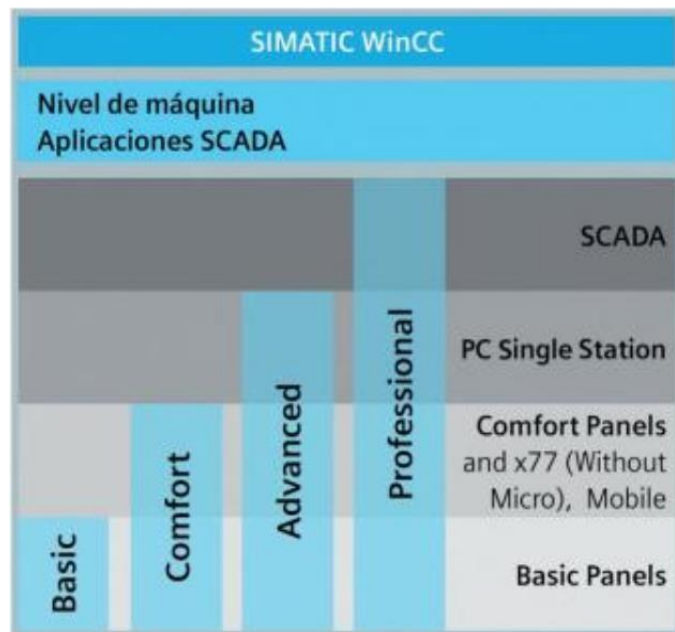 SIMATIC WinCC
Nivel de máquina
Aplicaciones SCADA
SCADA
PC Single Station
Comfort Panels
and x77 (Without
Micro), Mobile
Basic Panels
Basic
Comfort
Advanced
Professional